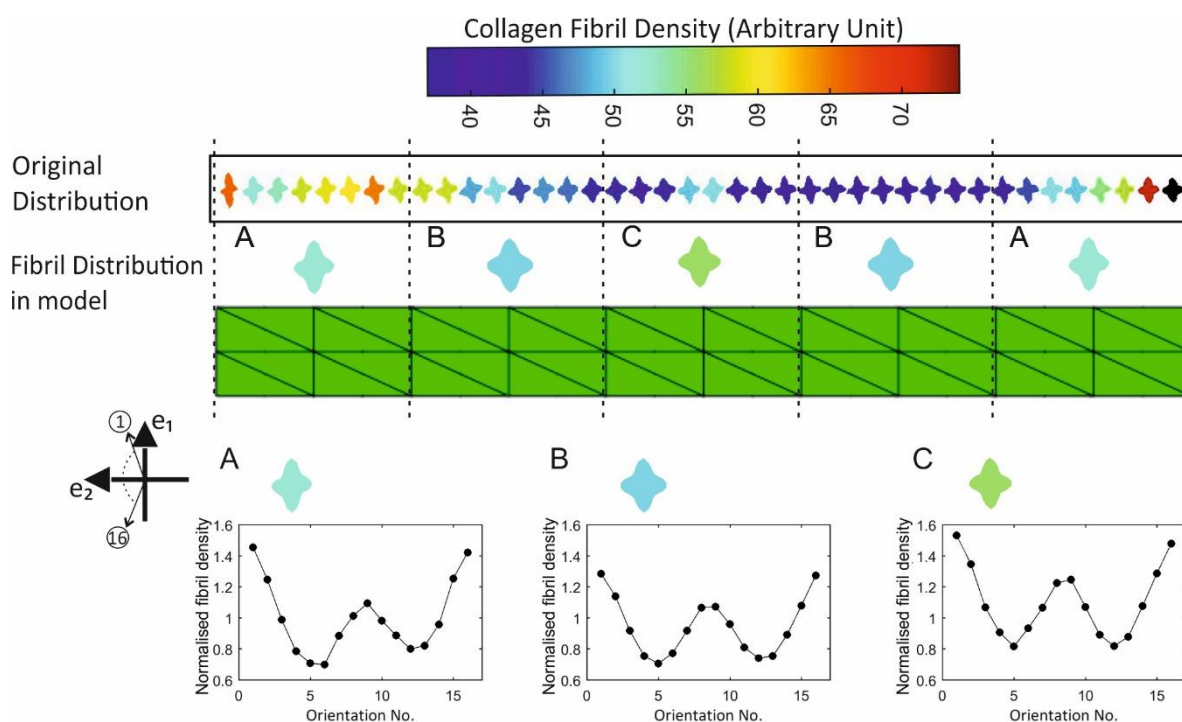 Collagen Fibril Density (Arbitrary Unit)
40 45 50 55 60 65 70
Original
Distribution
A B C B A
Fibril Distribution
in model
1 e₁
e₂
16
A B C
Normalised fibril density
1.6
1.4
1.2
1
0.8
0.6
0 5 10 15
Orientation No.
Normalised fibril density
1.6
1.4
1.2
1
0.8
0.6
0 5 10 15
Orientation No.
Normalised fibril density
1.6
1.4
1.2
1
0.8
0.6
0 5 10 15
Orientation No.